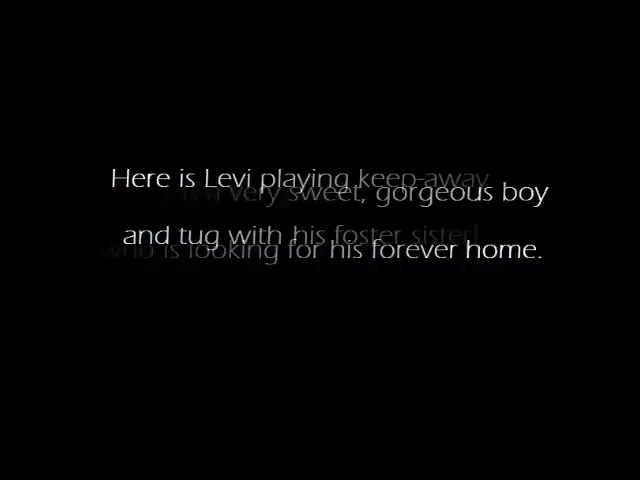 Here is Levi playing keep-away
very sweet, gorgeous boy
and tug with his foster sister!
who is looking for his forever home.